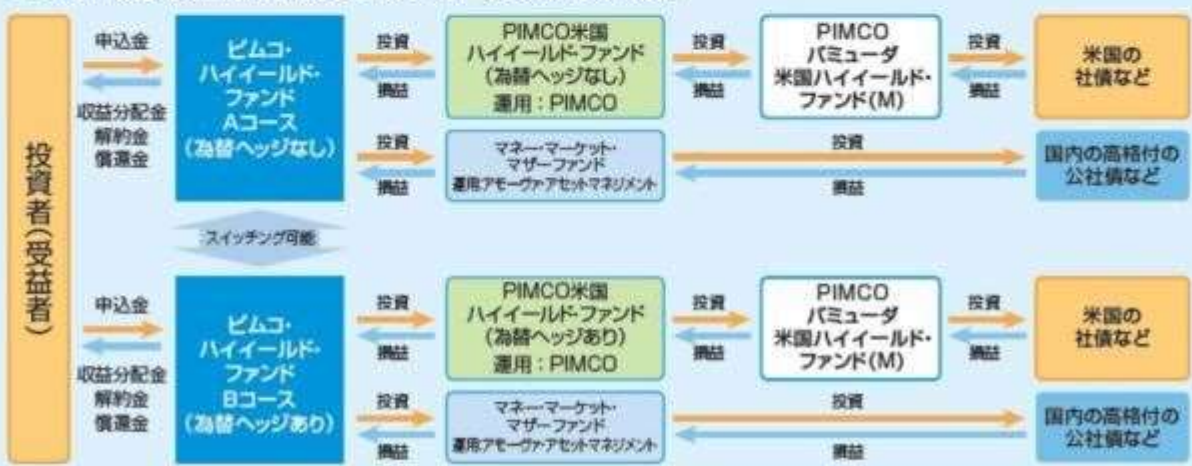 投資者(受益者)
申込金
収益分配金
解約金
償還金
ピムコ・
ハイイールド・
ファンド
Aコース
(為替ヘッジなし)
投資
損益
PIMCO米国
ハイイールド・ファンド
(為替ヘッジなし)
運用:PIMCO
投資
損益
PIMCO
バミューダ
米国ハイイールド・
ファンド(M)
投資
損益
米国の
社債など
投資
損益
マネー・マーケット・
マザーファンド
運用アモーヴァ・アセットマネジメント
投資
損益
国内の高格付の
公社債など
スイッチング可能
申込金
収益分配金
解約金
償還金
ピムコ・
ハイイールド・
ファンド
Bコース
(為替ヘッジあり)
投資
損益
PIMCO米国
ハイイールド・ファンド
(為替ヘッジあり)
運用:PIMCO
投資
損益
PIMCO
バミューダ
米国ハイイールド・
ファンド(M)
投資
損益
米国の
社債など
投資
損益
マネー・マーケット・
マザーファンド
運用アモーヴァ・アセットマネジメント
投資
損益
国内の高格付の
公社債など